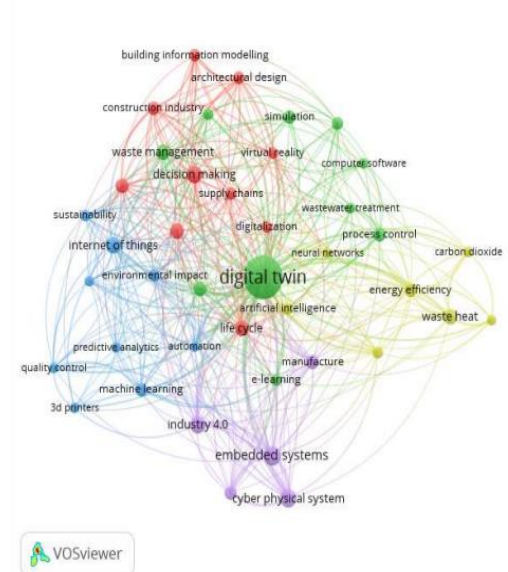 building information modelling
architectural design
construction industry
simulation
waste management
virtual reality
computer software
decision making
supply chains
sustainability
wastewater treatment
digitalization
process control
internet of things
neural networks
carbon dioxide
environmental impact
digital twin
energy efficiency
artificial intelligence
waste heat
life cycle
predictive analytics
automation
manufacture
quality control
e-learning
machine learning
3d printers
industry 4.0
embedded systems
cyber physical system
VOSviewer